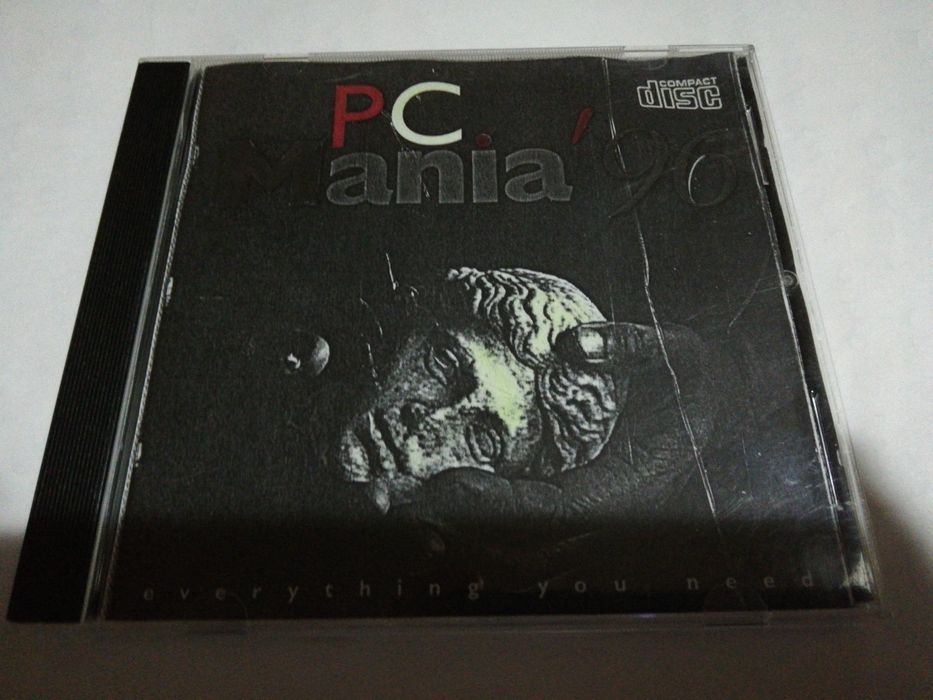 PC
COMPACT
disc
Mania'96
everything you need